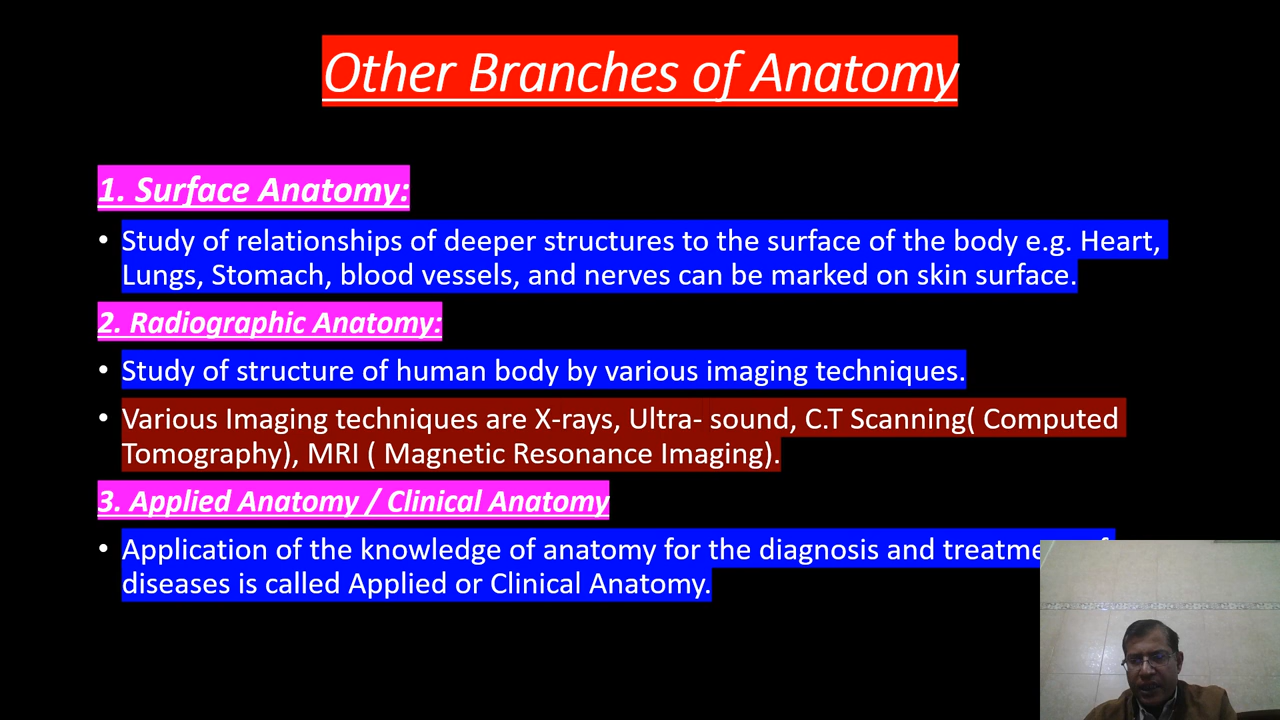 Other Branches of Anatomy
1. Surface Anatomy:
• Study of relationships of deeper structures to the surface of the body e.g. Heart,
Lungs, Stomach, blood vessels, and nerves can be marked on skin surface.
2. Radiographic Anatomy:
• Study of structure of human body by various imaging techniques.
• Various Imaging techniques are X-rays, Ultra- sound, C.T Scanning( Computed
Tomography), MRI ( Magnetic Resonance Imaging).
3. Applied Anatomy / Clinical Anatomy
• Application of the knowledge of anatomy for the diagnosis and
diseases is called Applied or Clinical Anatomy.